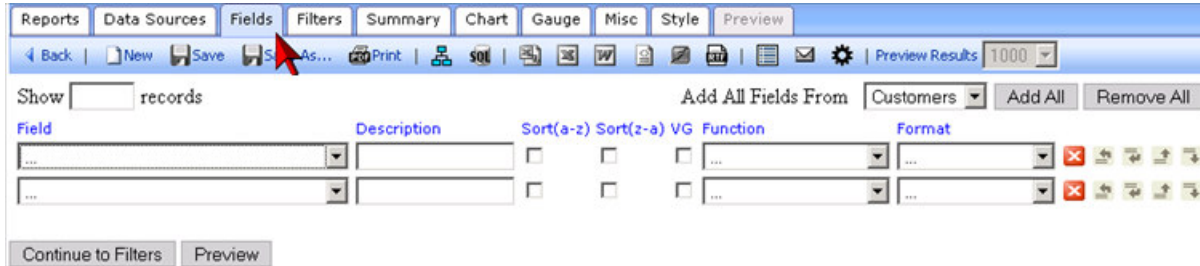 Reports Data Sources Fields Filters Summary Chart Gauge Misc Style Preview
Back | New Save As... Print | SQL | | Preview Results 1000
Show records Add All Fields From Customers Add All Remove All
Field Description Sort(a-z) Sort(z-a) VG Function Format
... ... ...
... ... ...
Continue to Filters Preview